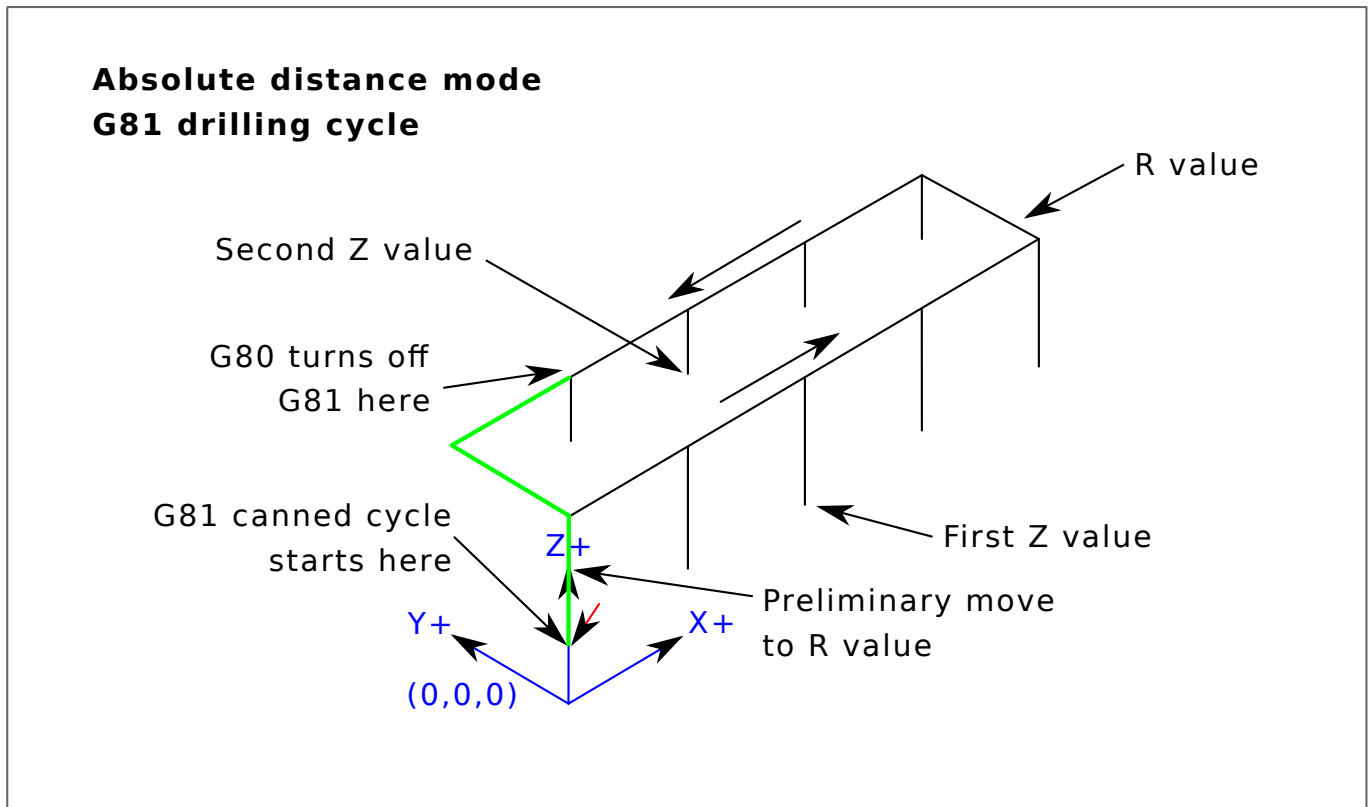 Absolute distance mode
G81 drilling cycle
R value
Second Z value
G80 turns off
G81 here
G81 canned cycle
starts here
Z+
First Z value
Preliminary move
to R value
Y+
X+
(0,0,0)